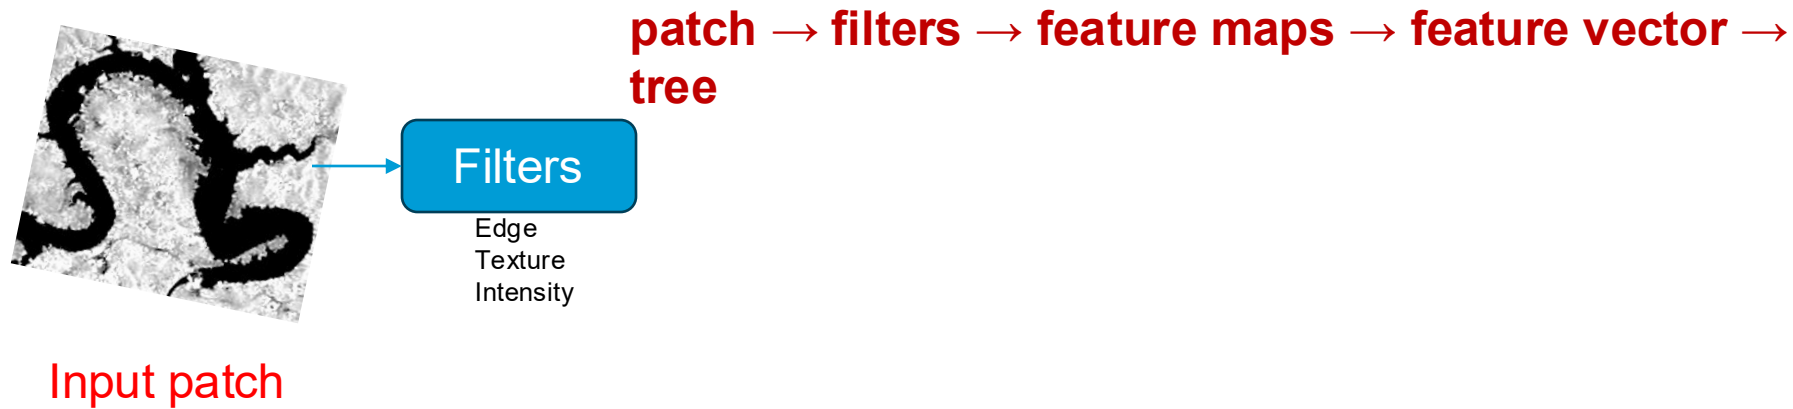 patch → filters → feature maps → feature vector →
tree
Filters
Edge
Texture
Intensity
Input patch